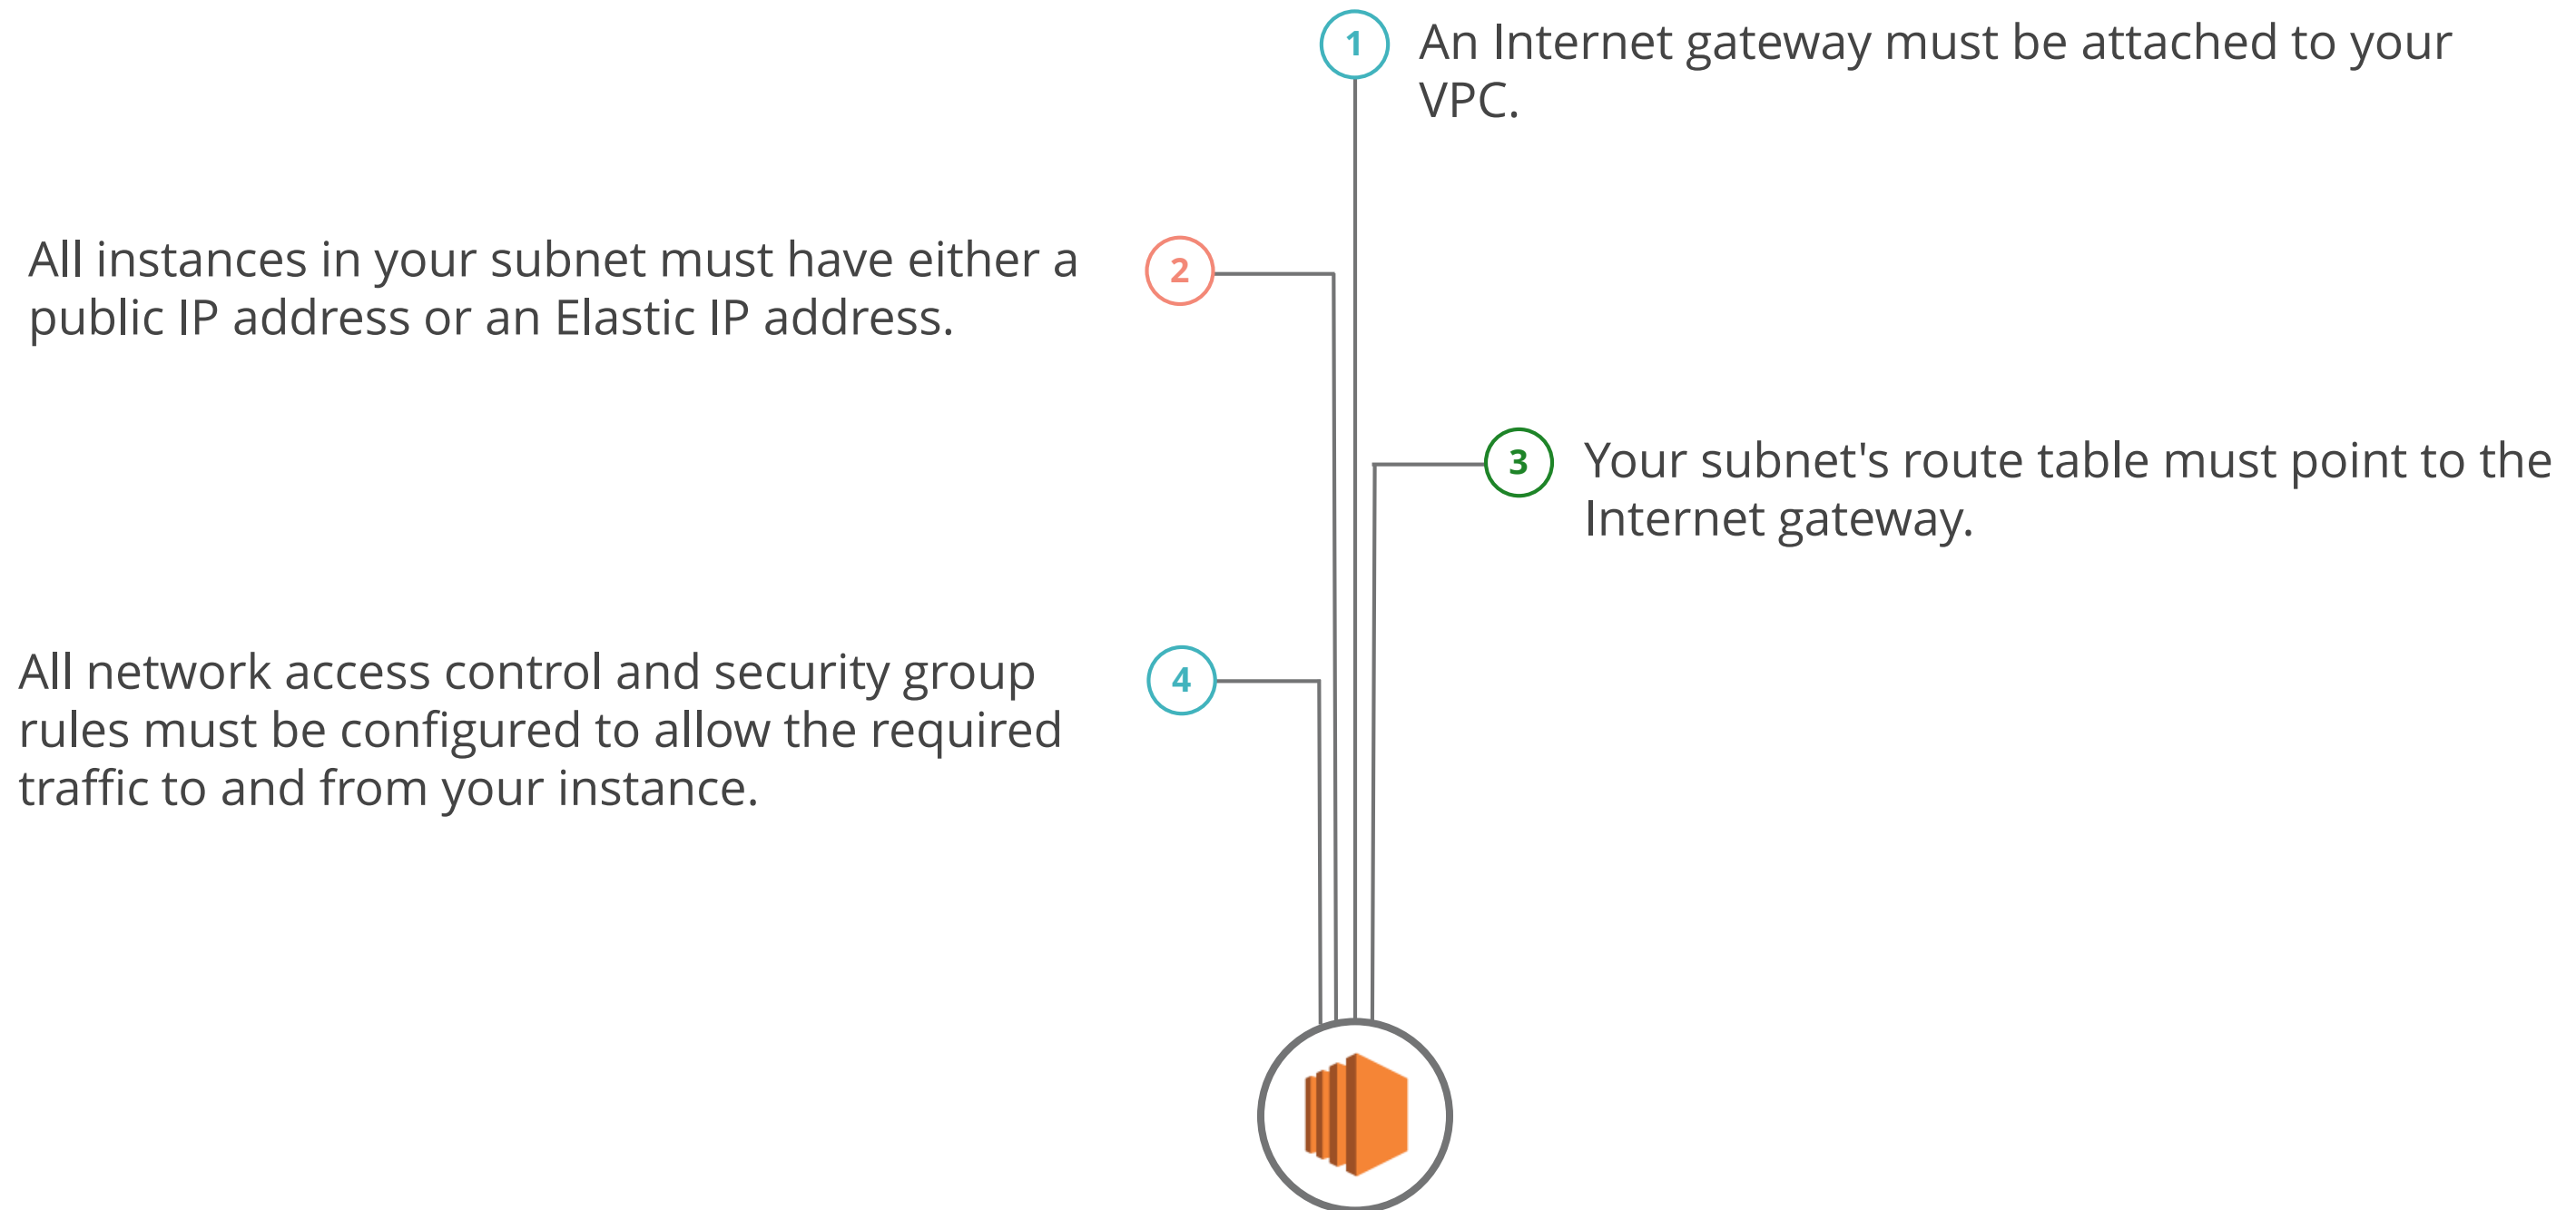 1
An Internet gateway must be attached to your
VPC.
2
All instances in your subnet must have either a
public IP address or an Elastic IP address.
3
Your subnet's route table must point to the
Internet gateway.
4
All network access control and security group
rules must be configured to allow the required
traffic to and from your instance.